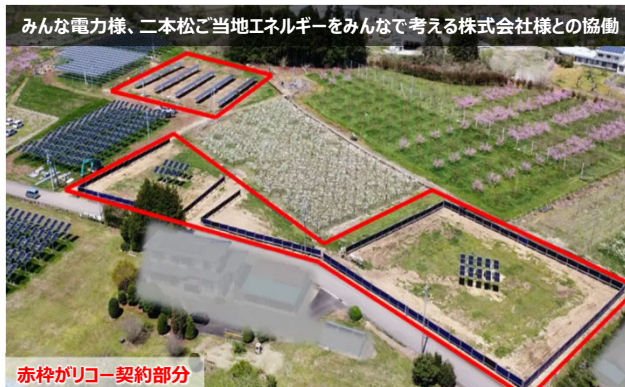 みんな電力様、二本松ご当地エネルギーをみんなで考える株式会社様との協働
赤枠がリコー契約部分